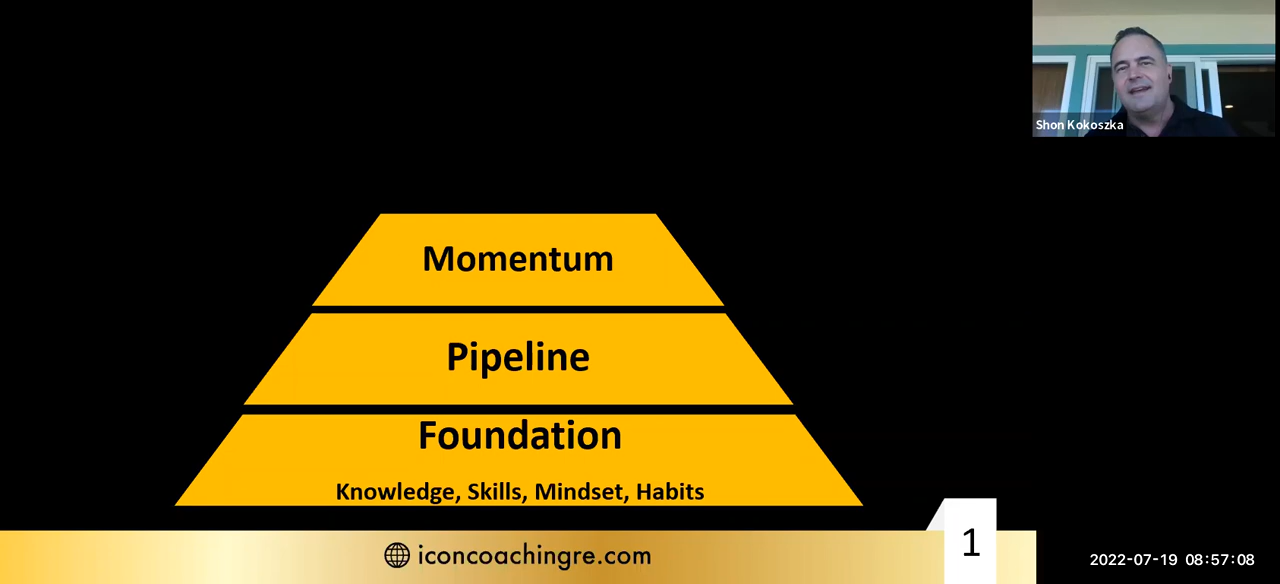 Shon Kokoszka
Momentum
Pipeline
Foundation
Knowledge, Skills, Mindset, Habits
iconcoachingre.com
1
2022-07-19 08:57:08